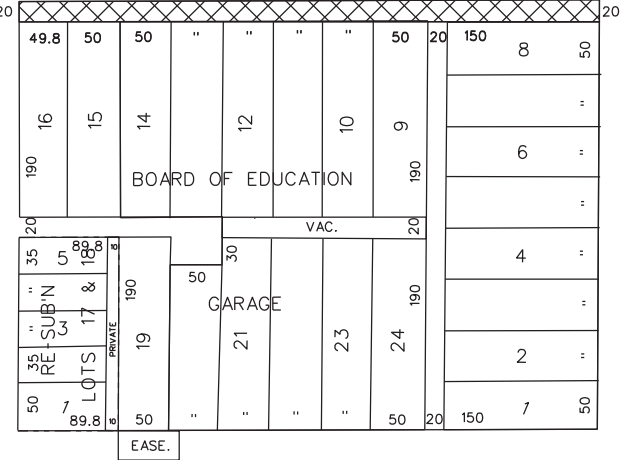 20 20
49.8 50 50 " " " " 50 20 150 8 50
16 15 14 12 10 9 "
190 6 "
BOARD OF EDUCATION 190
"
20 VAC. 20
35 5 89.8 10 30 4 "
RE-SUB'N LOTS 17 & 18
" 50 190 190
GARAGE "
" 3 PRIVATE
19 21 23 24
35 2 "
50 1 89.8 10 50 " " " " 50 20 150 1 50
EASE.